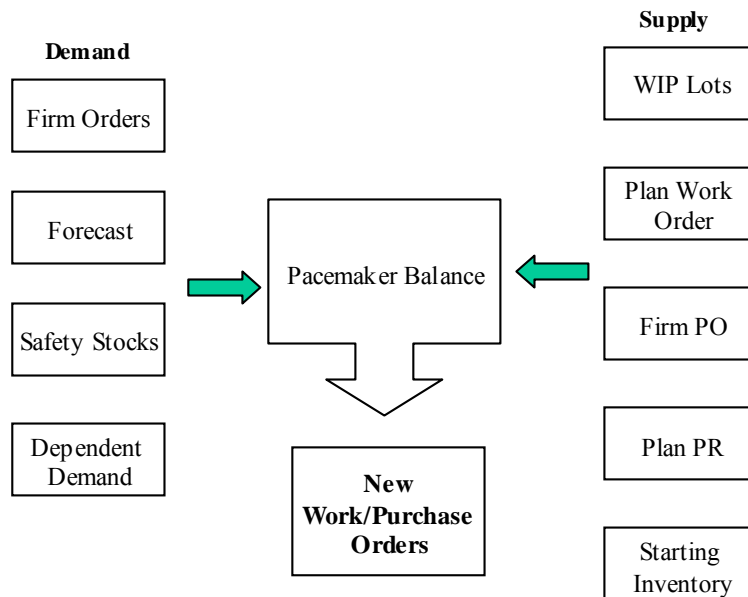 Demand
Firm Orders
Forecast
Safety Stocks
Dependent
Demand
Pacemaker Balance
New
Work/Purchase
Orders
Supply
WIP Lots
Plan Work
Order
Firm PO
Plan PR
Starting
Inventory